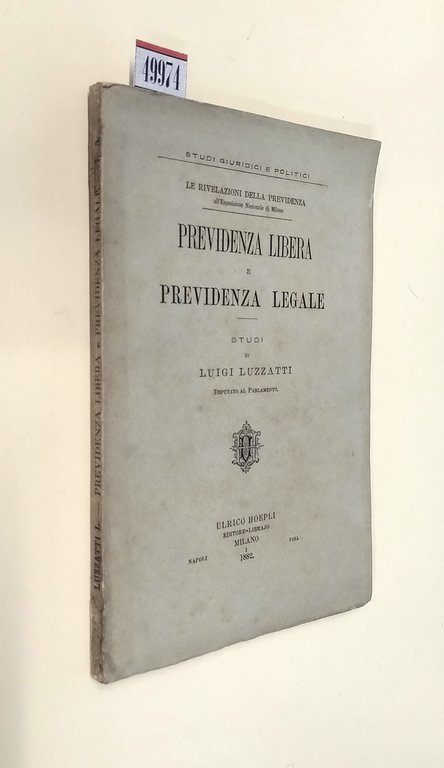 49974
STUDI GIURIDICI E POLITICI
LE RIVELAZIONI DELLA PREVIDENZA
all'Esposizione Nazionale di Milano
PREVIDENZA LIBERA
E
PREVIDENZA LEGALE
STUDI
DI
LUIGI LUZZATTI
DEPUTATO AL PARLAMENTO.
ULRICO HOEPLI
EDITORE-LIBRAJO
MILANO
NAPOLI PISA
1882.
LUZZATTI L. — PREVIDENZA LIBERA e PREVIDENZA LEGALE